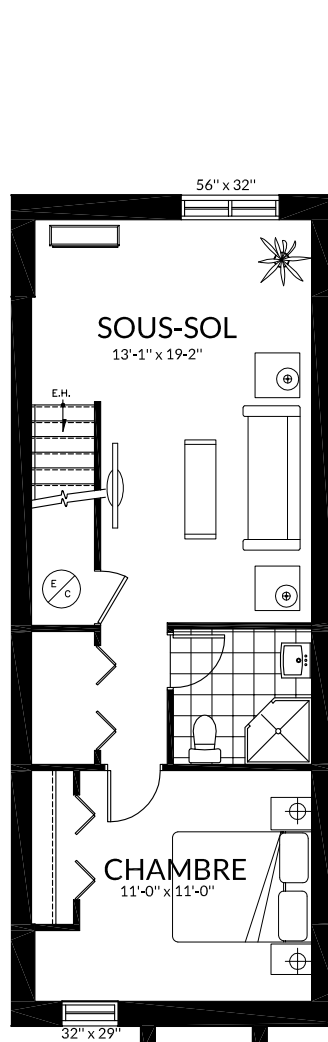 56" x 32"
SOUS-SOL
13'-1" x 19-2"
E.H.
E
C
CHAMBRE
11'-0" x 11'-0"
32" x 29"